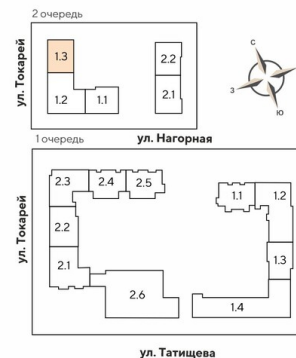 2 очередь
ул. Токарей
1.3
2.2
1.2
1.1
2.1
С
З
Ю
ул. Нагорная
1 очередь
ул. Токарей
2.3
2.4
2.5
1.1
1.2
2.2
1.3
2.1
2.6
1.4
ул. Татищева